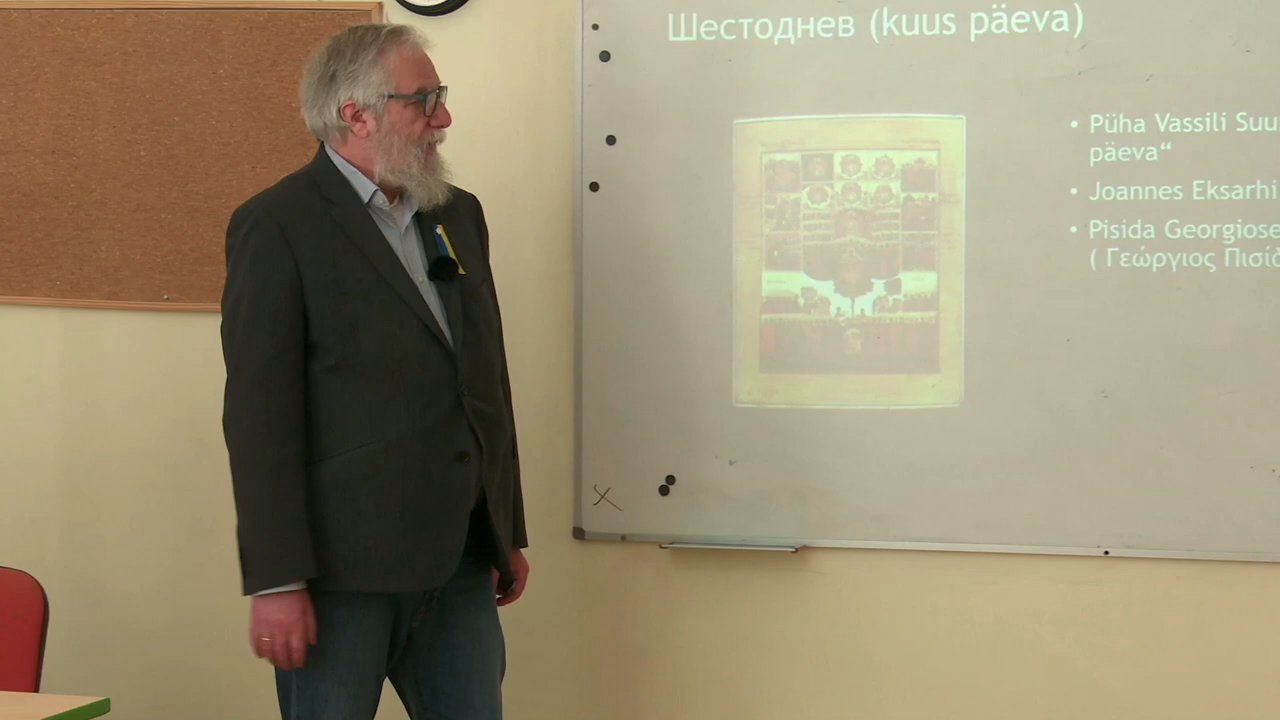 Шестоднев (kuus päeva)
• Püha Vassili Suu
päeva“
• Joannes Eksarhi
• Pisida Georgiose
( Γεώργιος Πισίδ